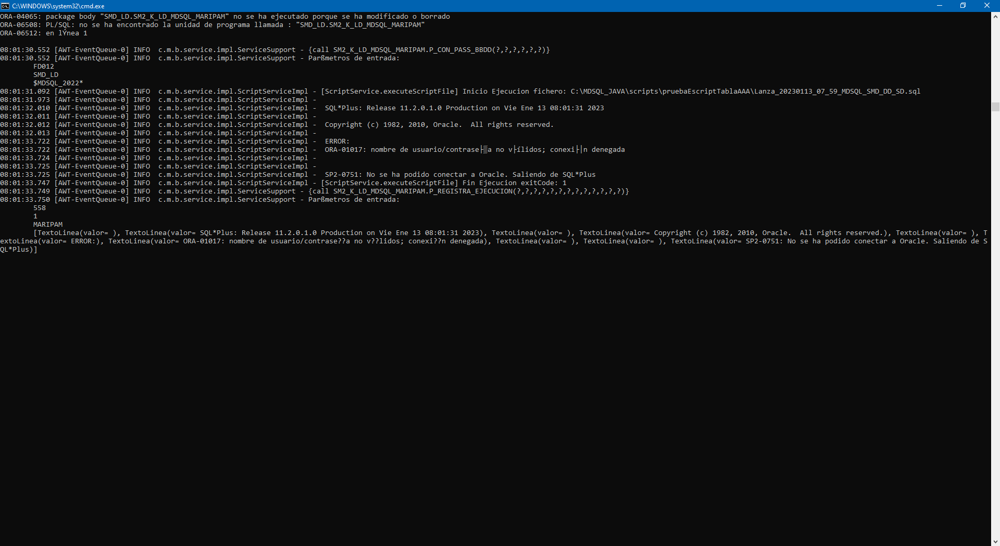 C:\WINDOWS\system32\cmd.exe
ORA-04065: package body "SMD_LD.SM2_K_LD_MDSQL_MARIPAM" no se ha ejecutado porque se ha modificado o borrado
ORA-06508: PL/SQL: no se ha encontrado la unidad de programa llamada : "SMD_LD.SM2_K_LD_MDSQL_MARIPAM"
ORA-06512: en lÝnea 1
08:01:30.552 [AWT-EventQueue-0] INFO  c.m.b.service.impl.ServiceSupport - {call SM2_K_LD_MDSQL_MARIPAM.P_CON_PASS_BBDD(?,?,?,?,?,?)}
08:01:30.552 [AWT-EventQueue-0] INFO  c.m.b.service.impl.ServiceSupport - Parßmetros de entrada:
        FD012
        SMD_LD
        $MDSQL_2022*
08:01:31.092 [AWT-EventQueue-0] INFO  c.m.b.service.impl.ScriptServiceImpl - [ScriptService.executeScriptFile] Inicio Ejecucion fichero: C:\MDSQL_JAVA\scripts\pruebaEscriptTablaAAA\Lanza_20230113_07_59_MDSQL_SMD_DD_SD.sql
08:01:31.973 [AWT-EventQueue-0] INFO  c.m.b.service.impl.ScriptServiceImpl -
08:01:32.010 [AWT-EventQueue-0] INFO  c.m.b.service.impl.ScriptServiceImpl -  SQL*Plus: Release 11.2.0.1.0 Production on Vie Ene 13 08:01:31 2023
08:01:32.011 [AWT-EventQueue-0] INFO  c.m.b.service.impl.ScriptServiceImpl -
08:01:32.012 [AWT-EventQueue-0] INFO  c.m.b.service.impl.ScriptServiceImpl -  Copyright (c) 1982, 2010, Oracle.  All rights reserved.
08:01:32.013 [AWT-EventQueue-0] INFO  c.m.b.service.impl.ScriptServiceImpl -
08:01:33.722 [AWT-EventQueue-0] INFO  c.m.b.service.impl.ScriptServiceImpl -  ERROR:
08:01:33.722 [AWT-EventQueue-0] INFO  c.m.b.service.impl.ScriptServiceImpl -  ORA-01017: nombre de usuario/contrase├▒a no v├ílidos; conexi├│n denegada
08:01:33.724 [AWT-EventQueue-0] INFO  c.m.b.service.impl.ScriptServiceImpl -
08:01:33.725 [AWT-EventQueue-0] INFO  c.m.b.service.impl.ScriptServiceImpl -
08:01:33.725 [AWT-EventQueue-0] INFO  c.m.b.service.impl.ScriptServiceImpl -  SP2-0751: No se ha podido conectar a Oracle. Saliendo de SQL*Plus
08:01:33.747 [AWT-EventQueue-0] INFO  c.m.b.service.impl.ScriptServiceImpl - [ScriptService.executeScriptFile] Fin Ejecucion exitCode: 1
08:01:33.749 [AWT-EventQueue-0] INFO  c.m.b.service.impl.ServiceSupport - {call SM2_K_LD_MDSQL_MARIPAM.P_REGISTRA_EJECUCION(?,?,?,?,?,?,?,?,?,?,?,?,?)}
08:01:33.750 [AWT-EventQueue-0] INFO  c.m.b.service.impl.ServiceSupport - Parßmetros de entrada:
        558
        1
        MARIPAM
        [TextoLinea(valor= ), TextoLinea(valor= SQL*Plus: Release 11.2.0.1.0 Production on Vie Ene 13 08:01:31 2023), TextoLinea(valor= ), TextoLinea(valor= Copyright (c) 1982, 2010, Oracle.  All rights reserved.), TextoLinea(valor= ), T
extoLinea(valor= ERROR:), TextoLinea(valor= ORA-01017: nombre de usuario/contrase??a no v??lidos; conexi??n denegada), TextoLinea(valor= ), TextoLinea(valor= ), TextoLinea(valor= SP2-0751: No se ha podido conectar a Oracle. Saliendo de S
QL*Plus)]